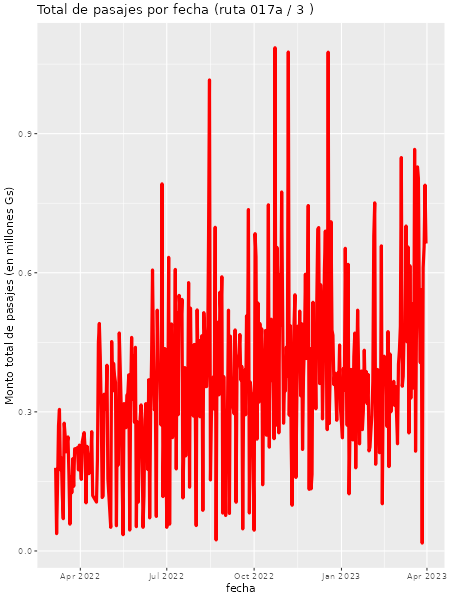 Total de pasajes por fecha (ruta 017a / 3 )
Monto total de pasajes (en millones Gs)
0.9
0.6
0.3
0.0
Apr 2022 Jul 2022 Oct 2022 Jan 2023 Apr 2023
fecha